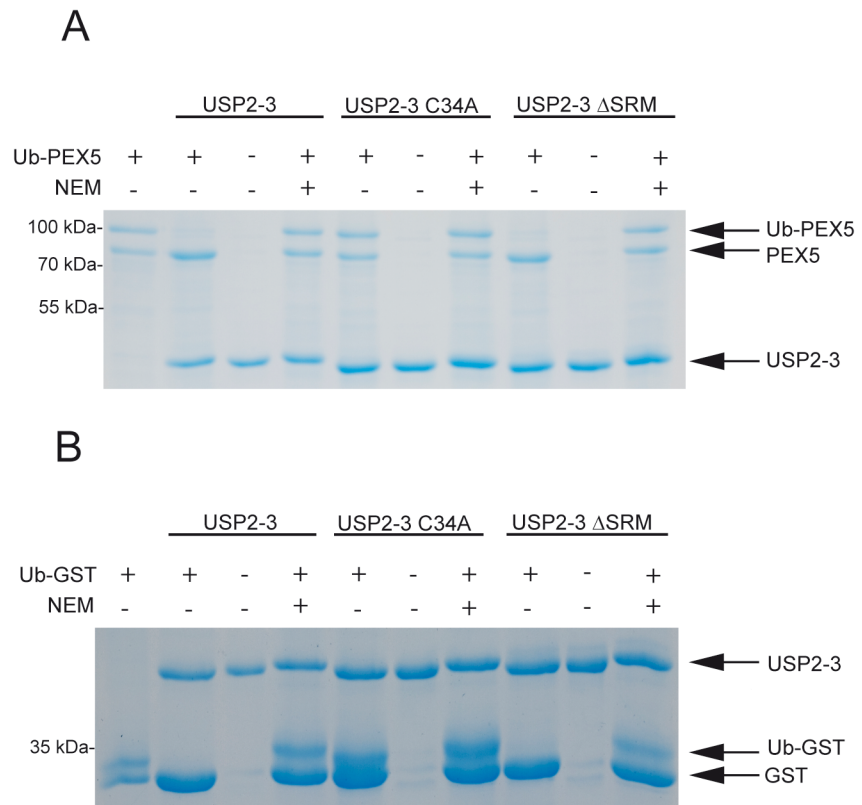 A
USP2-3 USP2-3 C34A USP2-3 ΔSRM
Ub-PEX5 + + - + + - + + - +
NEM - - - + - - + - - +
100 kDa-
70 kDa-
55 kDa-
Ub-PEX5
PEX5
USP2-3
B
USP2-3 USP2-3 C34A USP2-3 ΔSRM
Ub-GST + + - + + - + + - +
NEM - - - + - - + - - +
35 kDa-
USP2-3
Ub-GST
GST